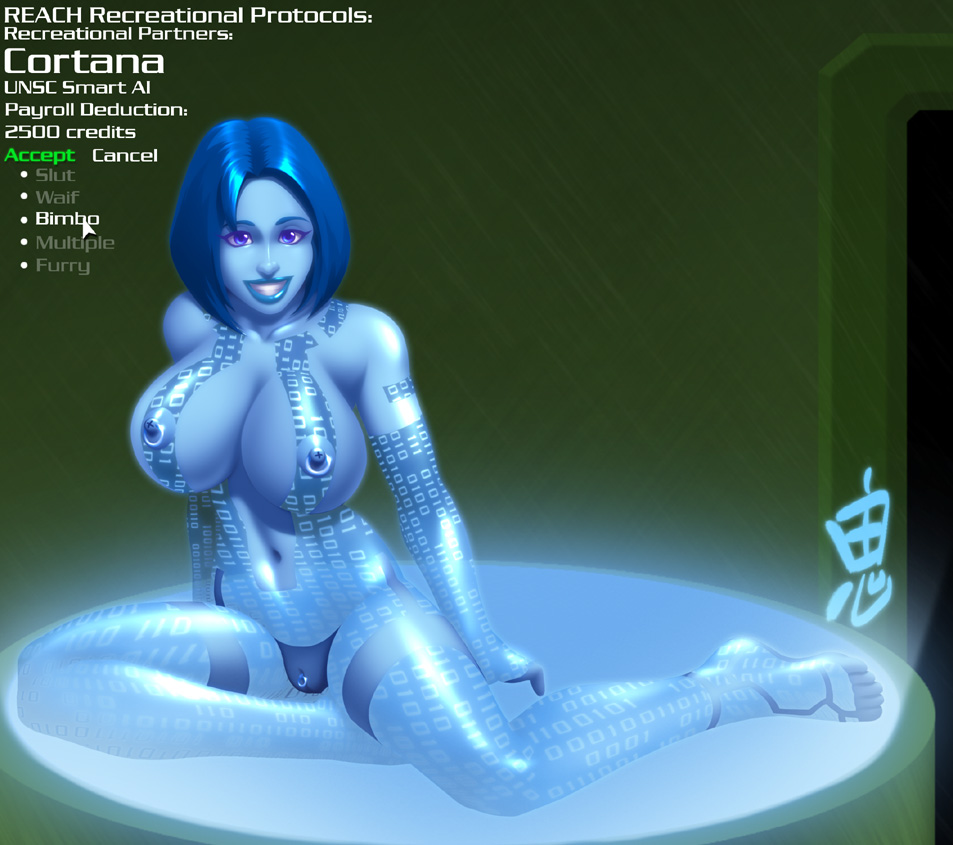 REACH Recreational Protocols:
Recreational Partners:
Cortana
UNSC Smart AI
Payroll Deduction:
2500 credits
Accept Cancel
Slut
Waif
Bimbo
Multiple
Furry